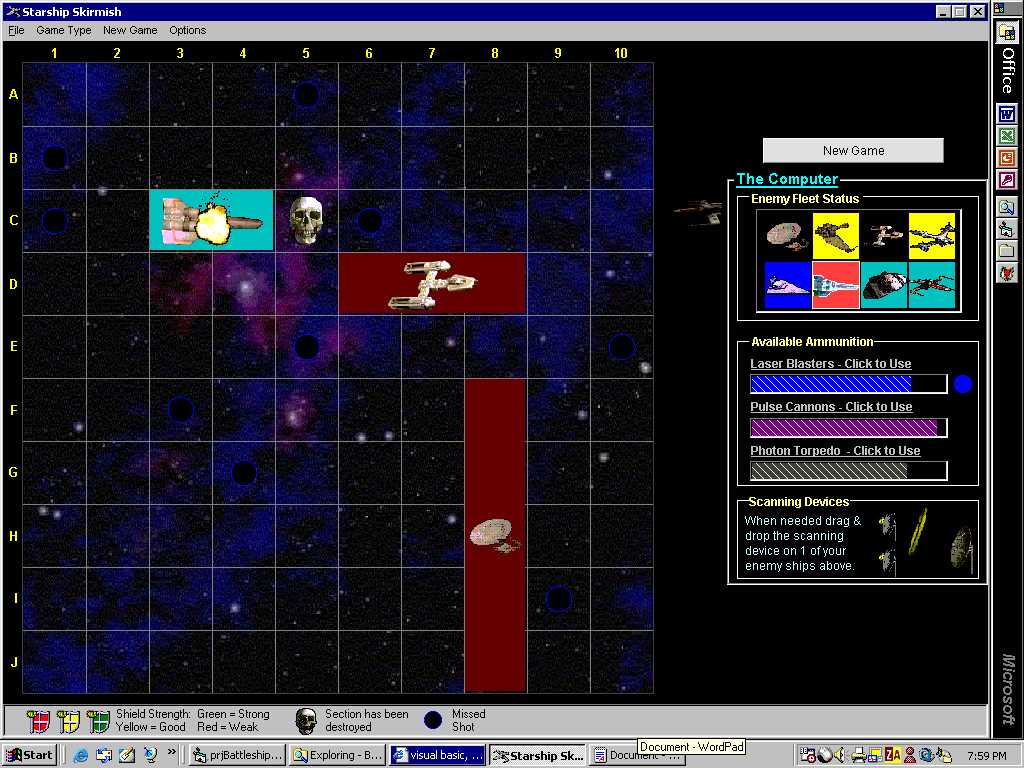 Starship Skirmish
File Game Type New Game Options
1 2 3 4 5 6 7 8 9 10
A
B
C
D
E
F
G
H
I
J
New Game
The Computer
Enemy Fleet Status
Available Ammunition
Laser Blasters - Click to Use
Pulse Cannons - Click to Use
Photon Torpedo - Click to Use
Scanning Devices
When needed drag &
drop the scanning
device on 1 of your
enemy ships above.
Office
Microsoft
Shield Strength: Green = Strong
Yellow = Good Red = Weak
Section has been
destroyed
Missed
Shot
Document - WordPad
Start
prjBattleship...
Exploring - B...
visual basic, ...
Starship Sk...
Document - ...
7:59 PM